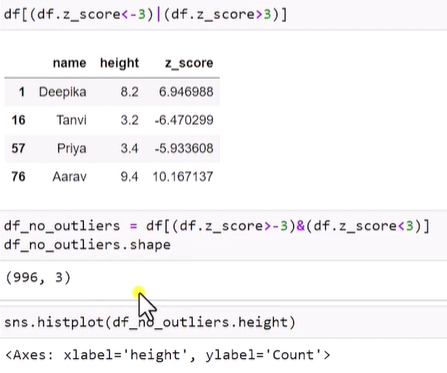 df[(df.z_score<-3)|(df.z_score>3)]
name height z_score
1 Deepika 8.2 6.946988
16 Tanvi 3.2 -6.470299
57 Priya 3.4 -5.933608
76 Aarav 9.4 10.167137
df_no_outliers = df[(df.z_score>-3)&(df.z_score<3)]
df_no_outliers.shape
(996, 3)
sns.histplot(df_no_outliers.height)
<Axes: xlabel='height', ylabel='Count'>